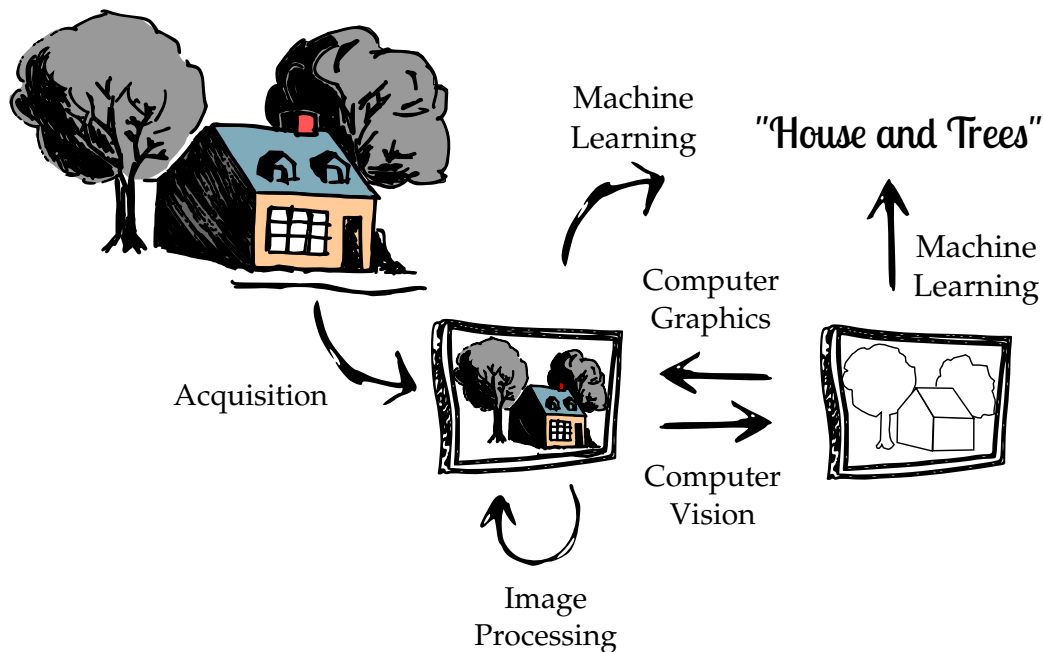 Machine
Learning
"House and Trees"
Machine
Learning
Computer
Graphics
Acquisition
Computer
Vision
Image
Processing